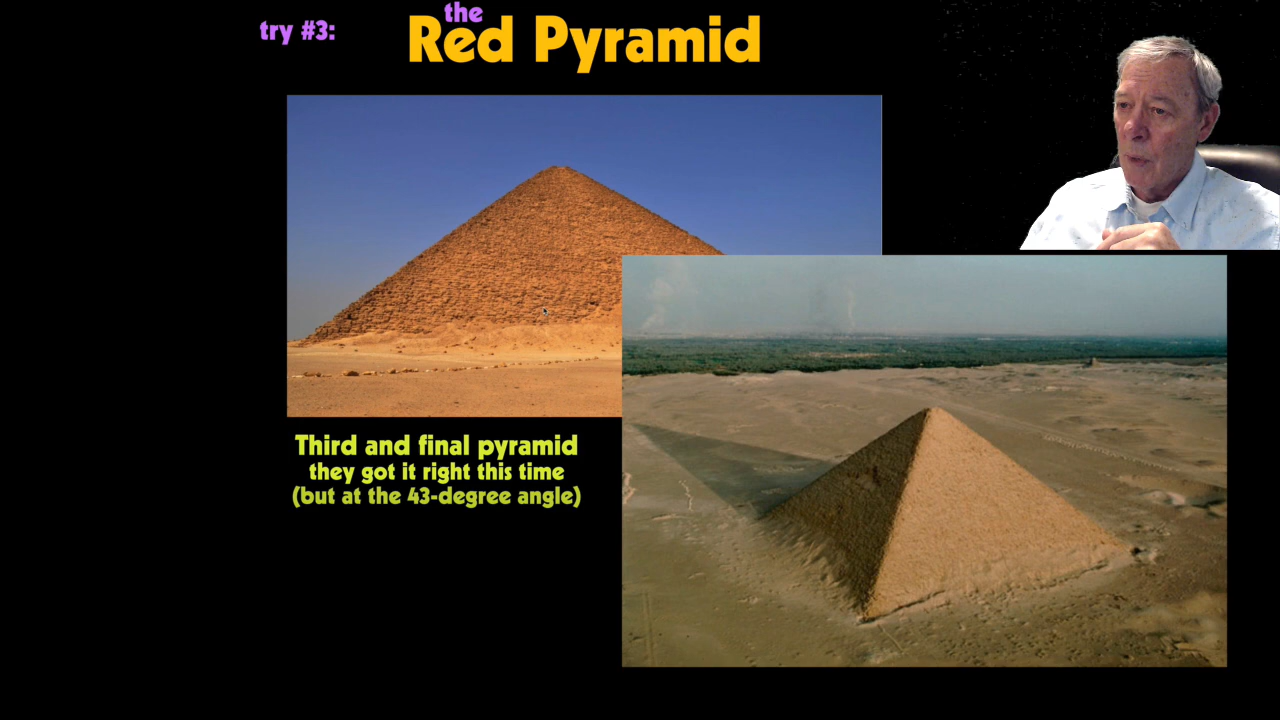 try #3:
the
Red Pyramid
Third and final pyramid
they got it right this time
(but at the 43-degree angle)